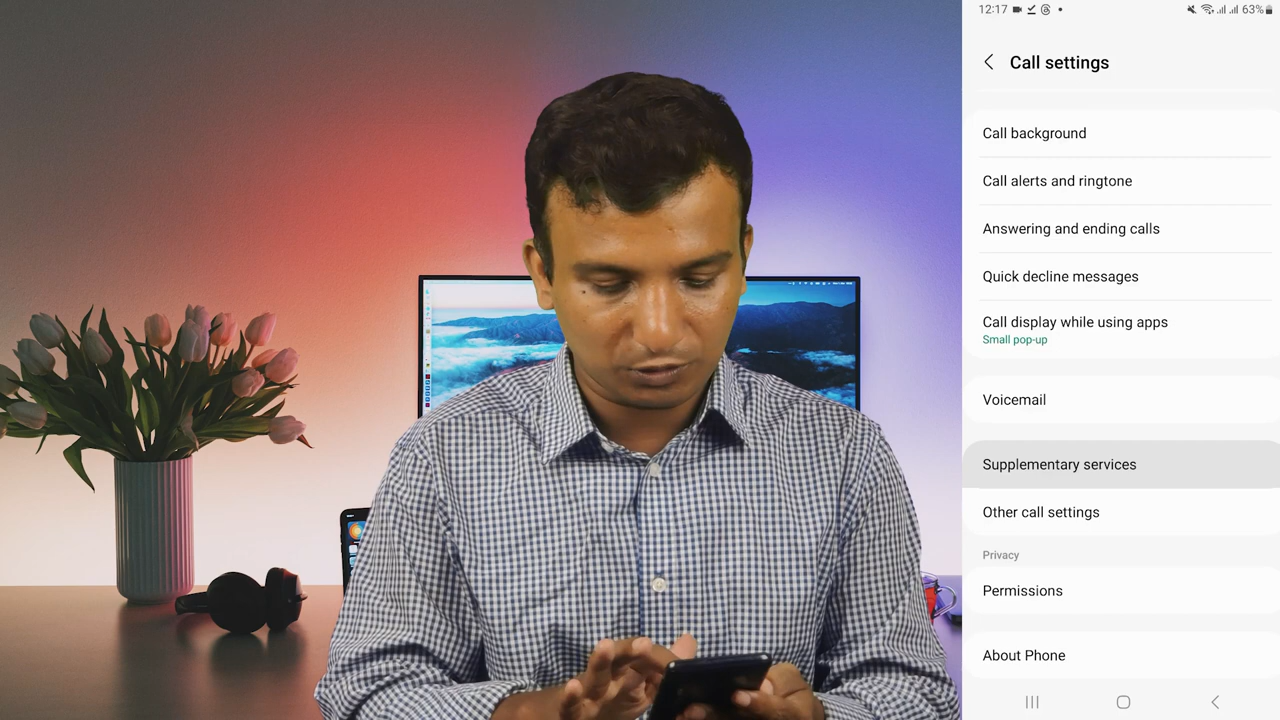 12:17
63%
Call settings
Call background
Call alerts and ringtone
Answering and ending calls
Quick decline messages
Call display while using apps
Small pop-up
Voicemail
Supplementary services
Other call settings
Privacy
Permissions
About Phone